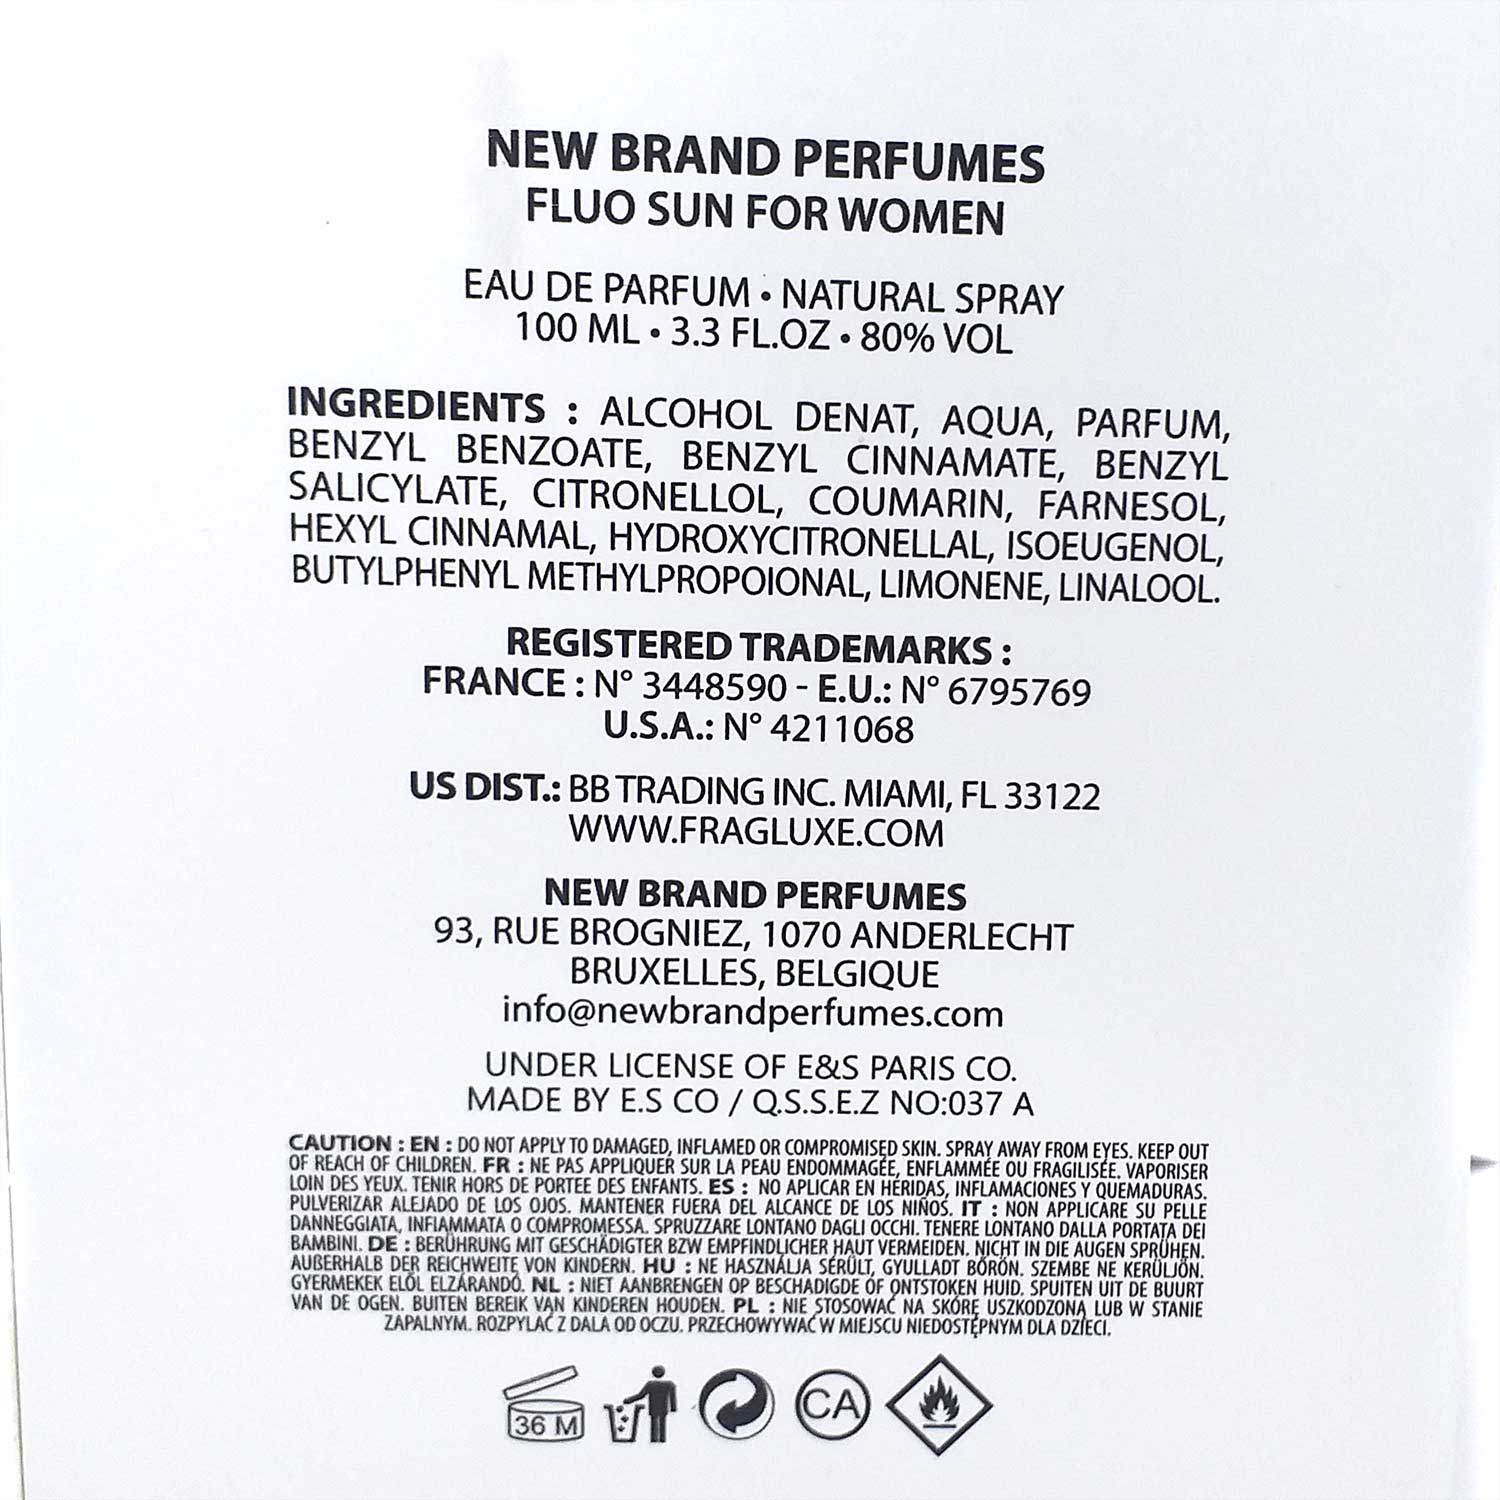 NEW BRAND PERFUMES
FLUO SUN FOR WOMEN
EAU DE PARFUM • NATURAL SPRAY
100 ML • 3.3 FL.OZ • 80% VOL
INGREDIENTS : ALCOHOL DENAT, AQUA, PARFUM,
BENZYL BENZOATE, BENZYL CINNAMATE, BENZYL
SALICYLATE, CITRONELLOL, COUMARIN, FARNESOL,
HEXYL CINNAMAL, HYDROXYCITRONELLAL, ISOEUGENOL,
BUTYLPHENYL METHYLPROPOIONAL, LIMONENE, LINALOOL.
REGISTERED TRADEMARKS :
FRANCE : N° 3448590 - E.U.: N° 6795769
U.S.A.: N° 4211068
US DIST.: BB TRADING INC. MIAMI, FL 33122
WWW.FRAGLUXE.COM
NEW BRAND PERFUMES
93, RUE BROGNIEZ, 1070 ANDERLECHT
BRUXELLES, BELGIQUE
info@newbrandperfumes.com
UNDER LICENSE OF E&S PARIS CO.
MADE BY E.S CO / Q.S.S.E.Z NO:037 A
CAUTION : EN : DO NOT APPLY TO DAMAGED, INFLAMED OR COMPROMISED SKIN. SPRAY AWAY FROM EYES. KEEP OUT
OF REACH OF CHILDREN. FR : NE PAS APPLIQUER SUR LA PEAU ENDOMMAGÉE, ENFLAMMÉE OU FRAGILISÉE. VAPORISER
LOIN DES YEUX. TENIR HORS DE PORTEE DES ENFANTS. ES : NO APLICAR EN HERIDAS, INFLAMACIONES Y QUEMADURAS.
PULVERIZAR ALEJADO DE LOS OJOS. MANTENER FUERA DEL ALCANCE DE LOS NIÑOS. IT : NON APPLICARE SU PELLE
DANNEGGIATA, INFIAMMATA O COMPROMESSA. SPRUZZARE LONTANO DAGLI OCCHI. TENERE LONTANO DALLA PORTATA DEI
BAMBINI. DE : BERÜHRUNG MIT GESCHÄDIGTER BZW EMPFINDLICHER HAUT VERMEIDEN. NICHT IN DIE AUGEN SPRÜHEN.
AUßERHALB DER REICHWEITE VON KINDERN. HU : NE HASZNÁLJA SÉRÜLT, GYULLADT BŐRÖN. SZEMBE NE KERÜLJÖN.
GYERMEKEK ELŐL ELZÁRANDÓ. NL : NIET AANBRENGEN OP BESCHADIGDE OF ONTSTOKEN HUID. SPUITEN UIT DE BUURT
VAN DE OGEN. BUITEN BEREIK VAN KINDEREN HOUDEN. PL : NIE STOSOWAĆ NA SKÓRĘ USZKODZONĄ LUB W STANIE
ZAPALNYM. ROZPYLAĆ Z DALA OD OCZU. PRZECHOWYWAĆ W MIEJSCU NIEDOSTĘPNYM DLA DZIECI.
36 M CA